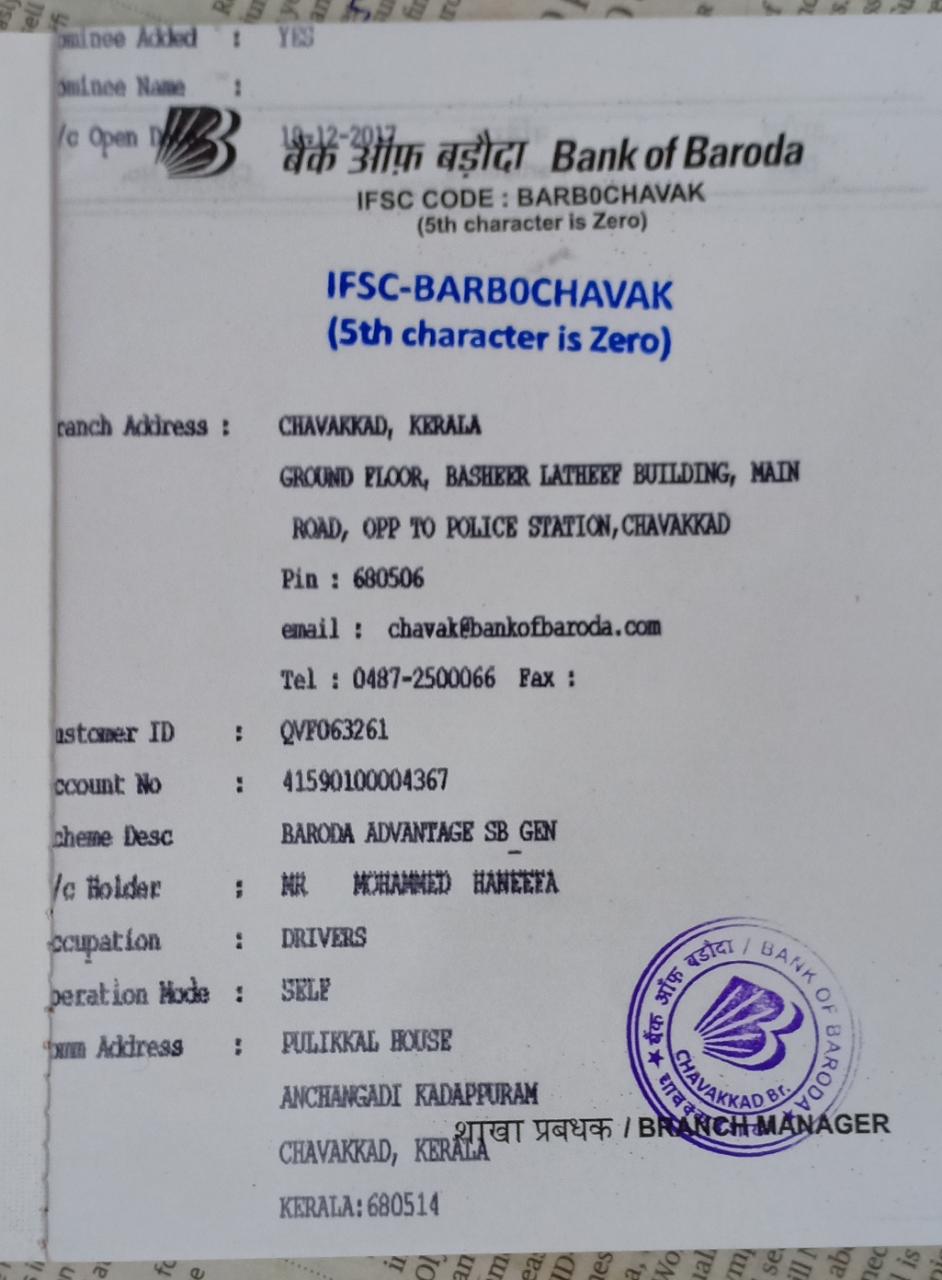 ominee Added : YES
ominee Name :
/c Open D 18-12-2017
बैंक ऑफ़ बड़ौदा Bank of Baroda
IFSC CODE : BARB0CHAVAK
(5th character is Zero)
IFSC-BARB0CHAVAK
(5th character is Zero)
ranch Address : CHAVAKKAD, KERALA
GROUND FLOOR, BASHEER LATHEEF BUILDING, MAIN
ROAD, OPP TO POLICE STATION,CHAVAKKAD
Pin : 680506
email : chavak@bankofbaroda.com
Tel : 0487-2500066 Fax :
ustomer ID : QVF063261
ccount No : 41590100004367
cheme Desc BARODA ADVANTAGE SB_GEN
/c Holder : MR MOHAMMED HANEEFA
ccupation : DRIVERS
peration Mode : SELF
omm Address : PULIKKAL HOUSE
ANCHANGADI KADAPPURAM
CHAVAKKAD, KERALA
KERALA:680514
बैंक ऑफ़ बड़ौदा / BANK OF BARODA
CHAVAKKAD Br.
शाखा प्रबधक / BRANCH MANAGER